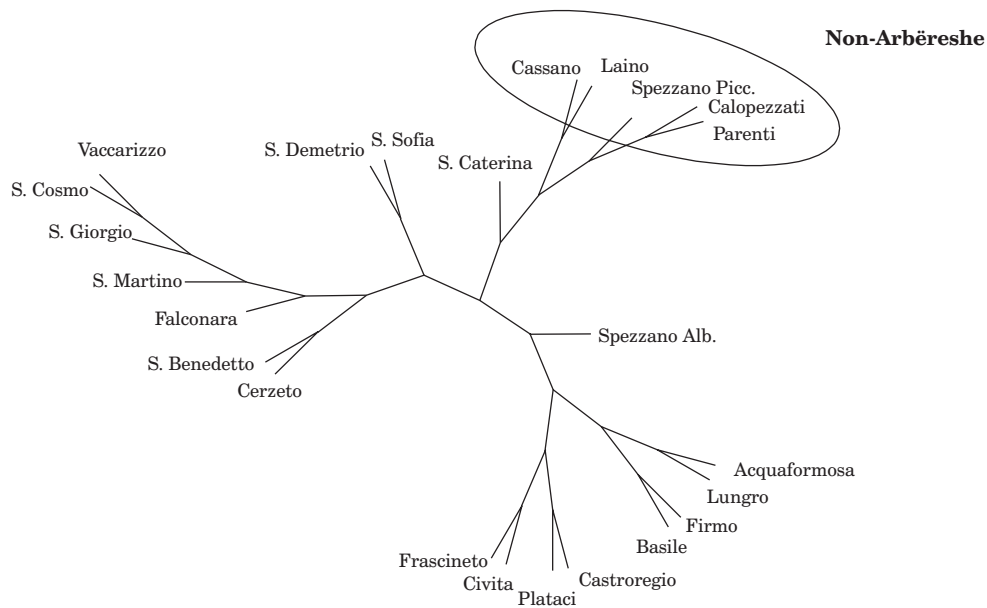 Non-Arbëreshe
Cassano
Laino
Spezzano Picc.
Calopezzati
Parenti
S. Caterina
S. Sofia
S. Demetrio
Vaccarizzo
S. Cosmo
S. Giorgio
S. Martino
Falconara
S. Benedetto
Cerzeto
Spezzano Alb.
Acquaformosa
Lungro
Firmo
Basile
Castroregio
Plataci
Civita
Frascineto